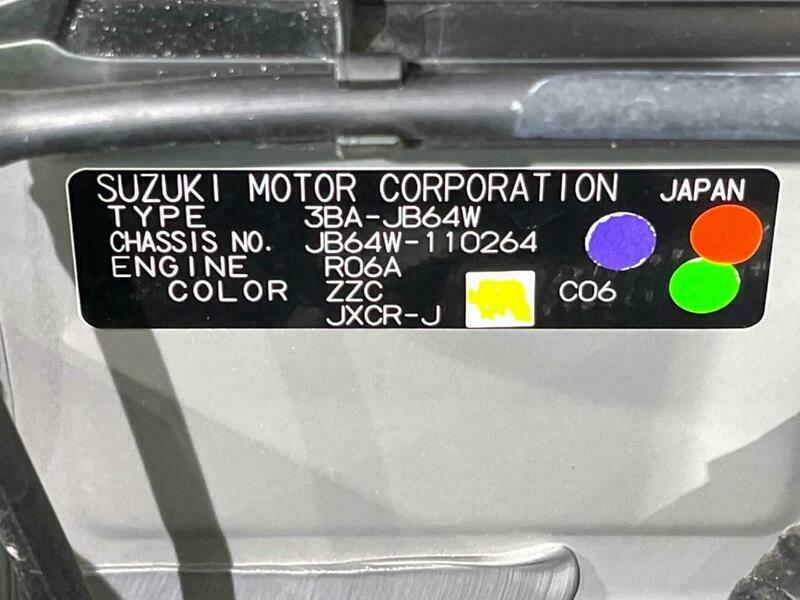 SUZUKI MOTOR CORPORATION JAPAN
TYPE 3BA-JB64W
CHASSIS NO. JB64W-110264
ENGINE R06A
COLOR ZZC C06
JXCR-J